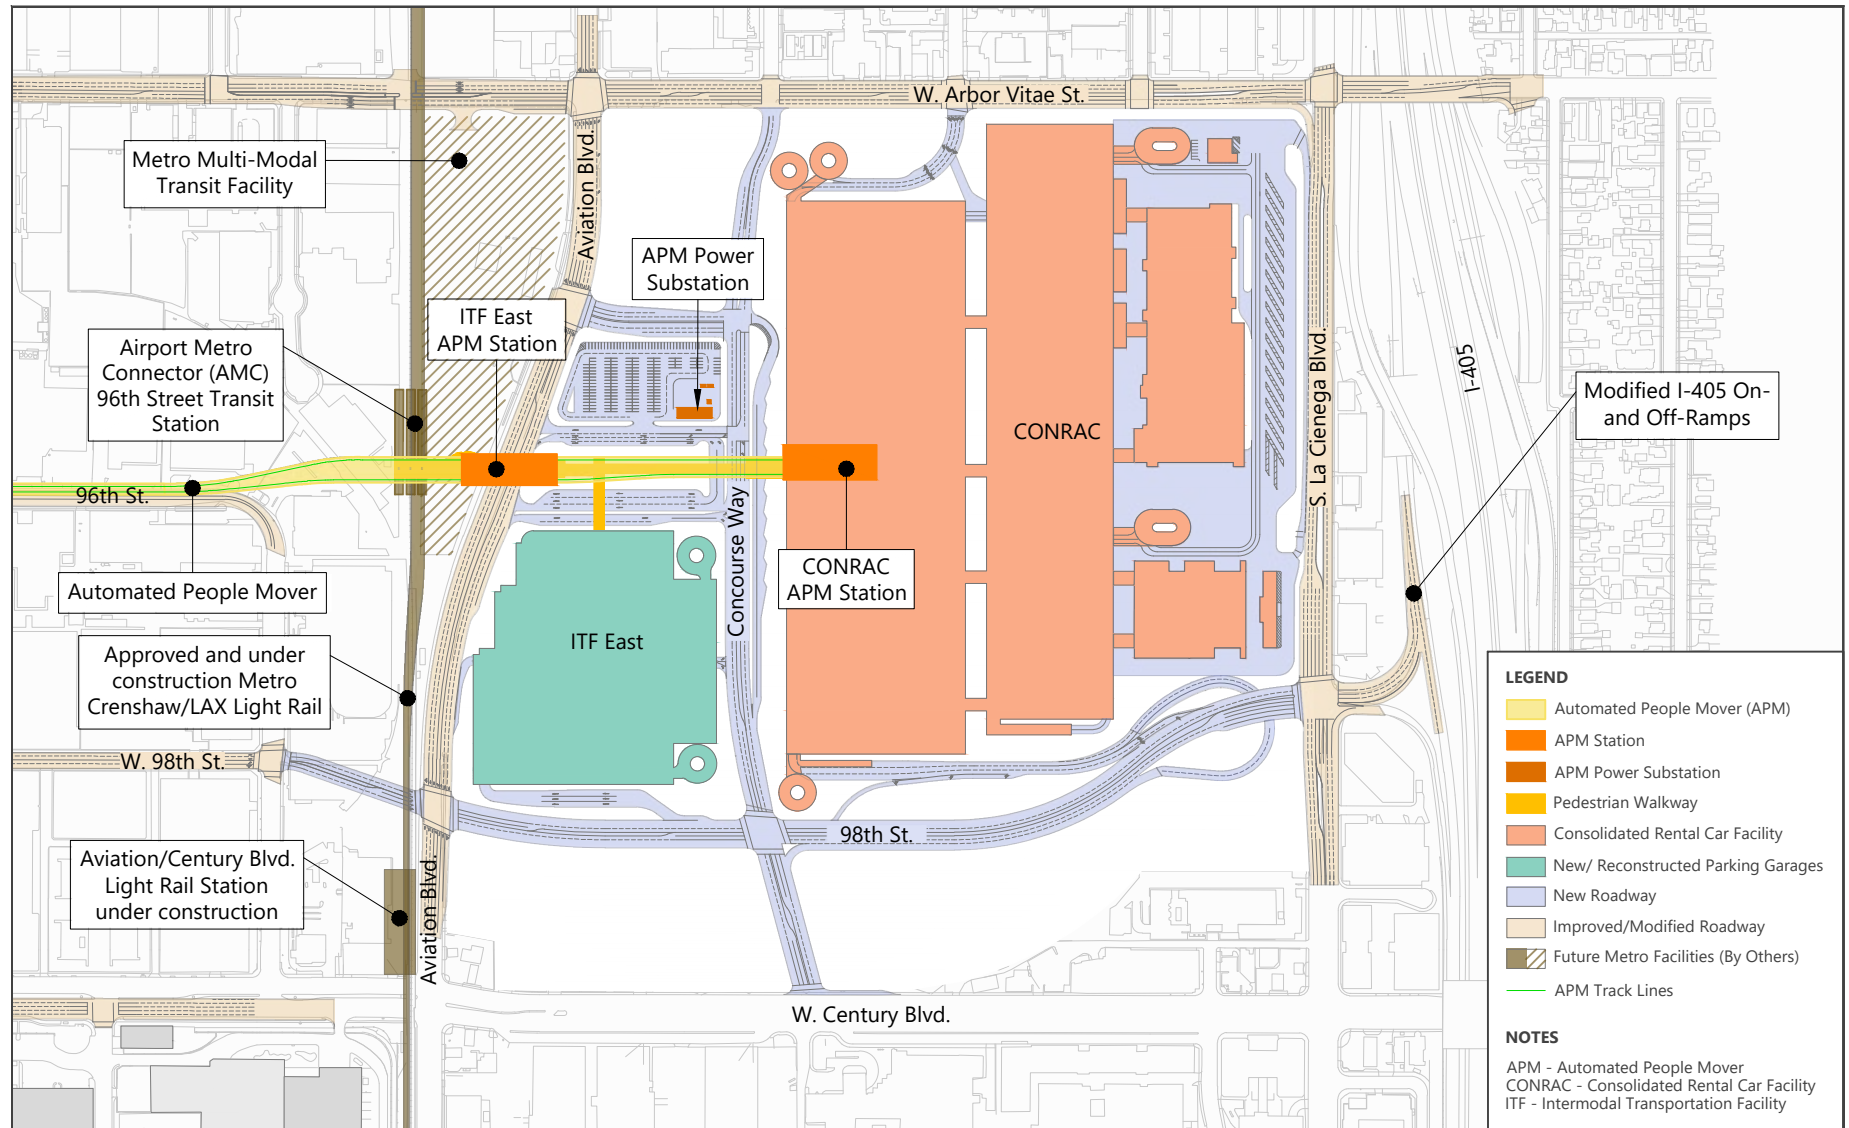 W. Arbor Vitae St.
Metro Multi-Modal
Transit Facility
Aviation Blvd.
APM Power
Substation
ITF East
APM Station
Airport Metro
Connector (AMC)
96th Street Transit
Station
S. La Cienega Blvd.
I-405
Modified I-405 On-
and Off-Ramps
CONRAC
96th St.
Concourse Way
CONRAC
APM Station
Automated People Mover
ITF East
Approved and under
construction Metro
Crenshaw/LAX Light Rail
W. 98th St.
98th St.
Aviation/Century Blvd.
Light Rail Station
under construction
Aviation Blvd.
W. Century Blvd.
LEGEND
Automated People Mover (APM)
APM Station
APM Power Substation
Pedestrian Walkway
Consolidated Rental Car Facility
New/ Reconstructed Parking Garages
New Roadway
Improved/Modified Roadway
Future Metro Facilities (By Others)
APM Track Lines
NOTES
APM - Automated People Mover
CONRAC - Consolidated Rental Car Facility
ITF - Intermodal Transportation Facility